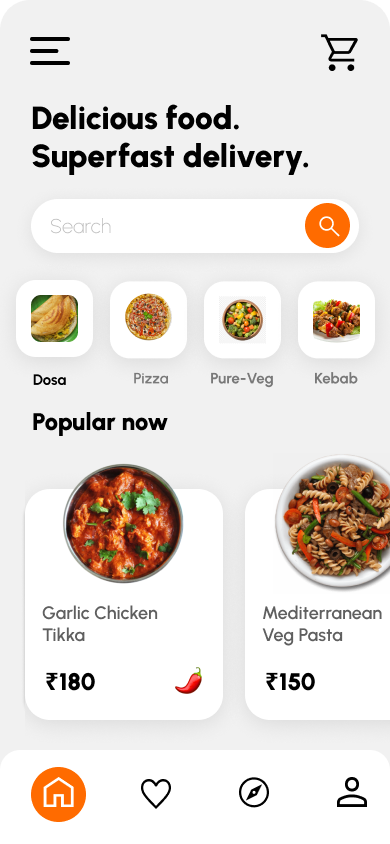 Delicious food.
Superfast delivery.
Search
Dosa
Pizza
Pure-Veg
Kebab
Popular now
Garlic Chicken
Tikka
₹180
Mediterranean
Veg Pasta
₹150